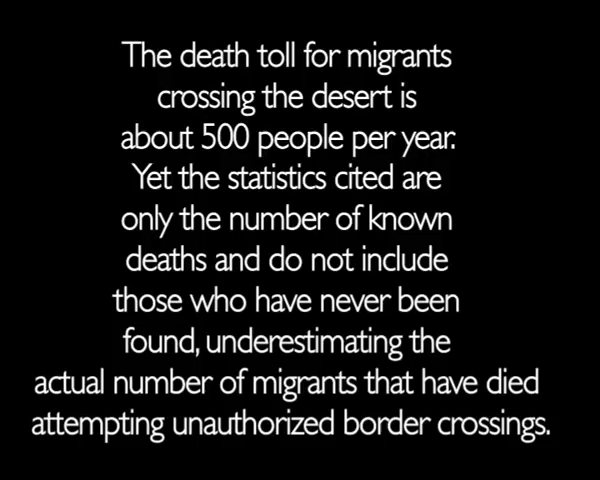 The death toll for migrants
crossing the desert is
about 500 people per year.
Yet the statistics cited are
only the number of known
deaths and do not include
those who have never been
found, underestimating the
actual number of migrants that have died
attempting unauthorized border crossings.